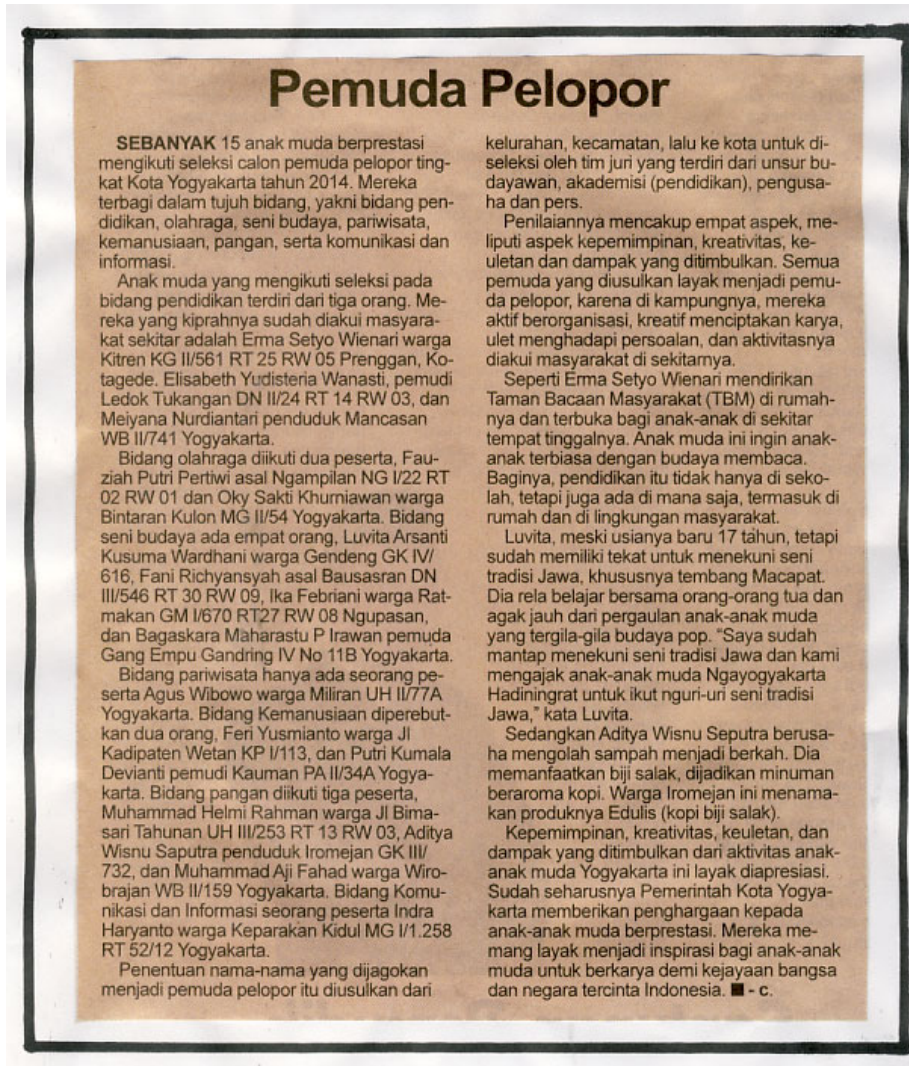 Pemuda Pelopor
SEBANYAK 15 anak muda berprestasi
mengikuti seleksi calon pemuda pelopor ting-
kat Kota Yogyakarta tahun 2014. Mereka
terbagi dalam tujuh bidang, yakni bidang pen-
didikan, olahraga, seni budaya, pariwisata,
kemanusiaan, pangan, serta komunikasi dan
informasi.
Anak muda yang mengikuti seleksi pada
bidang pendidikan terdiri dari tiga orang. Me-
reka yang kiprahnya sudah diakui masyara-
kat sekitar adalah Erma Setyo Wienari warga
Kitren KG II/561 RT 25 RW 05 Prenggan, Ko-
tagede. Elisabeth Yudisteria Wanasti, pemudi
Ledok Tukangan DN II/24 RT 14 RW 03, dan
Meiyana Nurdiantari penduduk Mancasan
WB II/741 Yogyakarta.
Bidang olahraga diikuti dua peserta, Fau-
ziah Putri Pertiwi asal Ngampilan NG I/22 RT
02 RW 01 dan Oky Sakti Khurniawan warga
Bintaran Kulon MG II/54 Yogyakarta. Bidang
seni budaya ada empat orang, Luvita Arsanti
Kusuma Wardhani warga Gendeng GK IV/
616, Fani Richyansyah asal Bausasran DN
III/546 RT 30 RW 09, Ika Febriani warga Rat-
makan GM I/670 RT27 RW 08 Ngupasan,
dan Bagaskara Maharastu P Irawan pemuda
Gang Empu Gandring IV No 11B Yogyakarta.
Bidang pariwisata hanya ada seorang pe-
serta Agus Wibowo warga Miliran UH II/77A
Yogyakarta. Bidang Kemanusiaan diperebut-
kan dua orang, Feri Yusmianto warga Jl
Kadipaten Wetan KP I/113, dan Putri Kumala
Devianti pemudi Kauman PA II/34A Yogya-
karta. Bidang pangan diikuti tiga peserta,
Muhammad Helmi Rahman warga Jl Bima-
sari Tahunan UH III/253 RT 13 RW 03, Aditya
Wisnu Saputra penduduk Iromejan GK III/
732, dan Muhammad Aji Fahad warga Wiro-
brajan WB II/159 Yogyakarta. Bidang Komu-
nikasi dan Informasi seorang peserta Indra
Haryanto warga Keparakan Kidul MG I/1.258
RT 52/12 Yogyakarta.
Penentuan nama-nama yang dijagokan
menjadi pemuda pelopor itu diusulkan dari
kelurahan, kecamatan, lalu ke kota untuk di-
seleksi oleh tim juri yang terdiri dari unsur bu-
dayawan, akademisi (pendidikan), pengusa-
ha dan pers.
Penilaiannya mencakup empat aspek, me-
liputi aspek kepemimpinan, kreativitas, ke-
uletan dan dampak yang ditimbulkan. Semua
pemuda yang diusulkan layak menjadi pemu-
da pelopor, karena di kampungnya, mereka
aktif berorganisasi, kreatif menciptakan karya,
ulet menghadapi persoalan, dan aktivitasnya
diakui masyarakat di sekitarnya.
Seperti Erma Setyo Wienari mendirikan
Taman Bacaan Masyarakat (TBM) di rumah-
nya dan terbuka bagi anak-anak di sekitar
tempat tinggalnya. Anak muda ini ingin anak-
anak terbiasa dengan budaya membaca.
Baginya, pendidikan itu tidak hanya di seko-
lah, tetapi juga ada di mana saja, termasuk di
rumah dan di lingkungan masyarakat.
Luvita, meski usianya baru 17 tahun, tetapi
sudah memiliki tekat untuk menekuni seni
tradisi Jawa, khususnya tembang Macapat.
Dia rela belajar bersama orang-orang tua dan
agak jauh dari pergaulan anak-anak muda
yang tergila-gila budaya pop. “Saya sudah
mantap menekuni seni tradisi Jawa dan kami
mengajak anak-anak muda Ngayogyakarta
Hadiningrat untuk ikut nguri-uri seni tradisi
Jawa,” kata Luvita.
Sedangkan Aditya Wisnu Seputra berusa-
ha mengolah sampah menjadi berkah. Dia
memanfaatkan biji salak, dijadikan minuman
beraroma kopi. Warga Iromejan ini menama-
kan produknya Edulis (kopi biji salak).
Kepemimpinan, kreativitas, keuletan, dan
dampak yang ditimbulkan dari aktivitas anak-
anak muda Yogyakarta ini layak diapresiasi.
Sudah seharusnya Pemerintah Kota Yogya-
karta memberikan penghargaan kepada
anak-anak muda berprestasi. Mereka me-
mang layak menjadi inspirasi bagi anak-anak
muda untuk berkarya demi kejayaan bangsa
dan negara tercinta Indonesia. ■ - c.